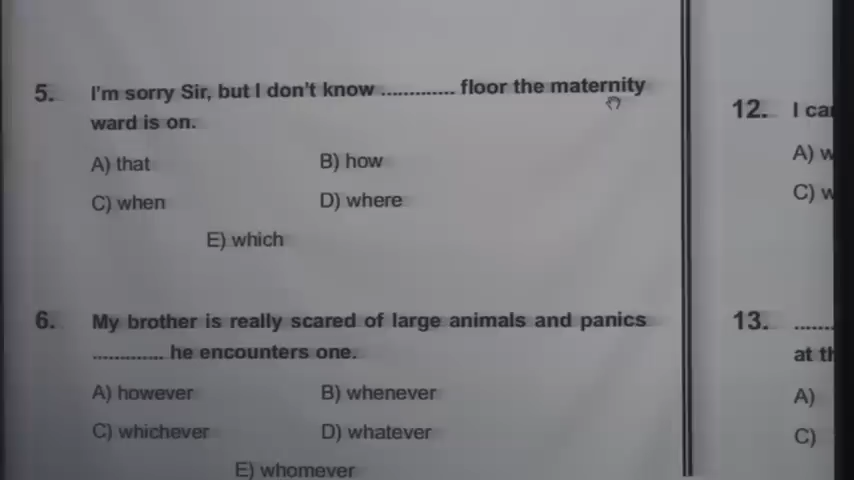 5. I'm sorry Sir, but I don't know ............. floor the maternity
ward is on.
A) that B) how
C) when D) where
E) which
6. My brother is really scared of large animals and panics
............. he encounters one.
A) however B) whenever
C) whichever D) whatever
E) whomever
12. I
A)
C)
13. .......
at
A)
C)